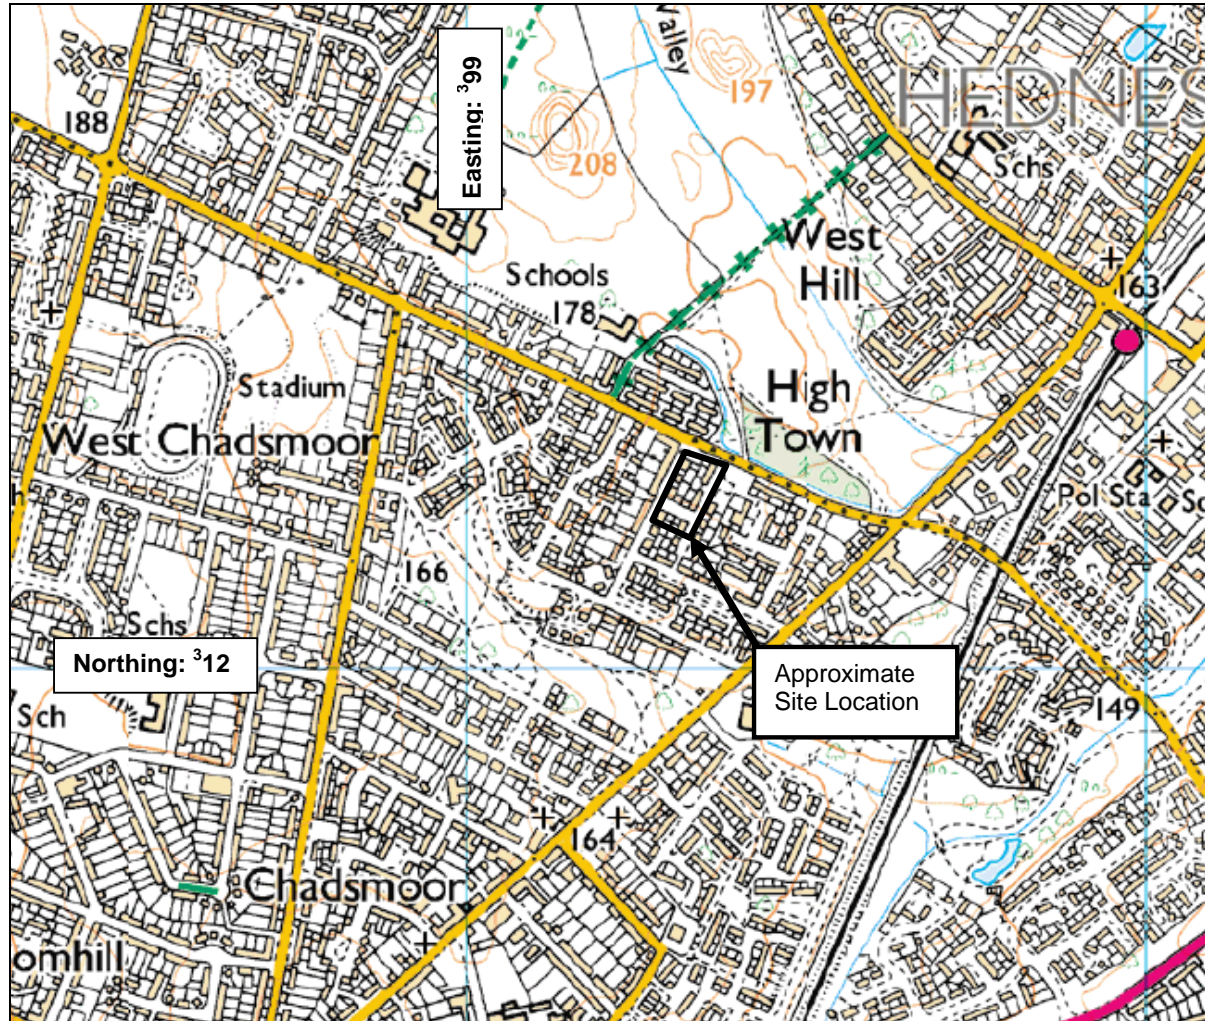 Valley
197
HEDNES
188
Easting: ³99
208
Schs
West
Hill
163
Schools
178
Stadium
High
Town
West Chadsmoor
h
Pol Sta
Sc
166
Schs
Northing: ³12
Approximate
Site Location
l
Sch
149
164
Chadsmoor
omhill